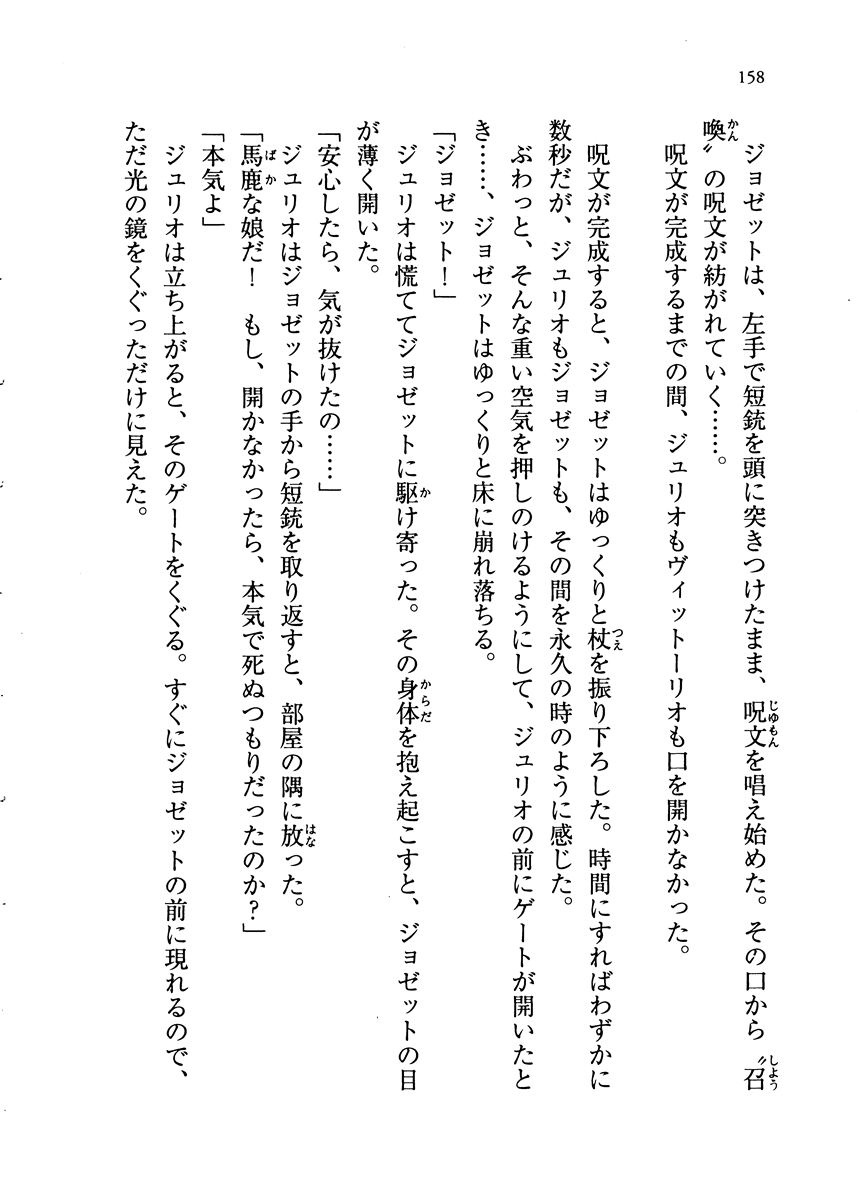 158
ジョゼットは、左手で短銃を頭に突きつけたまま、呪文を唱え始めた。その口から〝召
喚〟の呪文が紡がれていく……。
呪文が完成するまでの間、ジュリオもヴィットーリオも口を開かなかった。
呪文が完成すると、ジョゼットはゆっくりと杖を振り下ろした。時間にすればわずかに
数秒だが、ジュリオもジョゼットも、その間を永久の時のように感じた。
ぶわっと、そんな重い空気を押しのけるようにして、ジュリオの前にゲートが開いたと
き……、ジョゼットはゆっくりと床に崩れ落ちる。
「ジョゼット！」
ジュリオは慌ててジョゼットに駆け寄った。その身体を抱え起こすと、ジョゼットの目
が薄く開いた。
「安心したら、気が抜けたの……」
ジュリオはジョゼットの手から短銃を取り返すと、部屋の隅に放った。
「馬鹿な娘だ！　もし、開かなかったら、本気で死ぬつもりだったのか？」
「本気よ」
ジュリオは立ち上がると、そのゲートをくぐる。すぐにジョゼットの前に現れるので、
ただ光の鏡をくぐっただけに見えた。